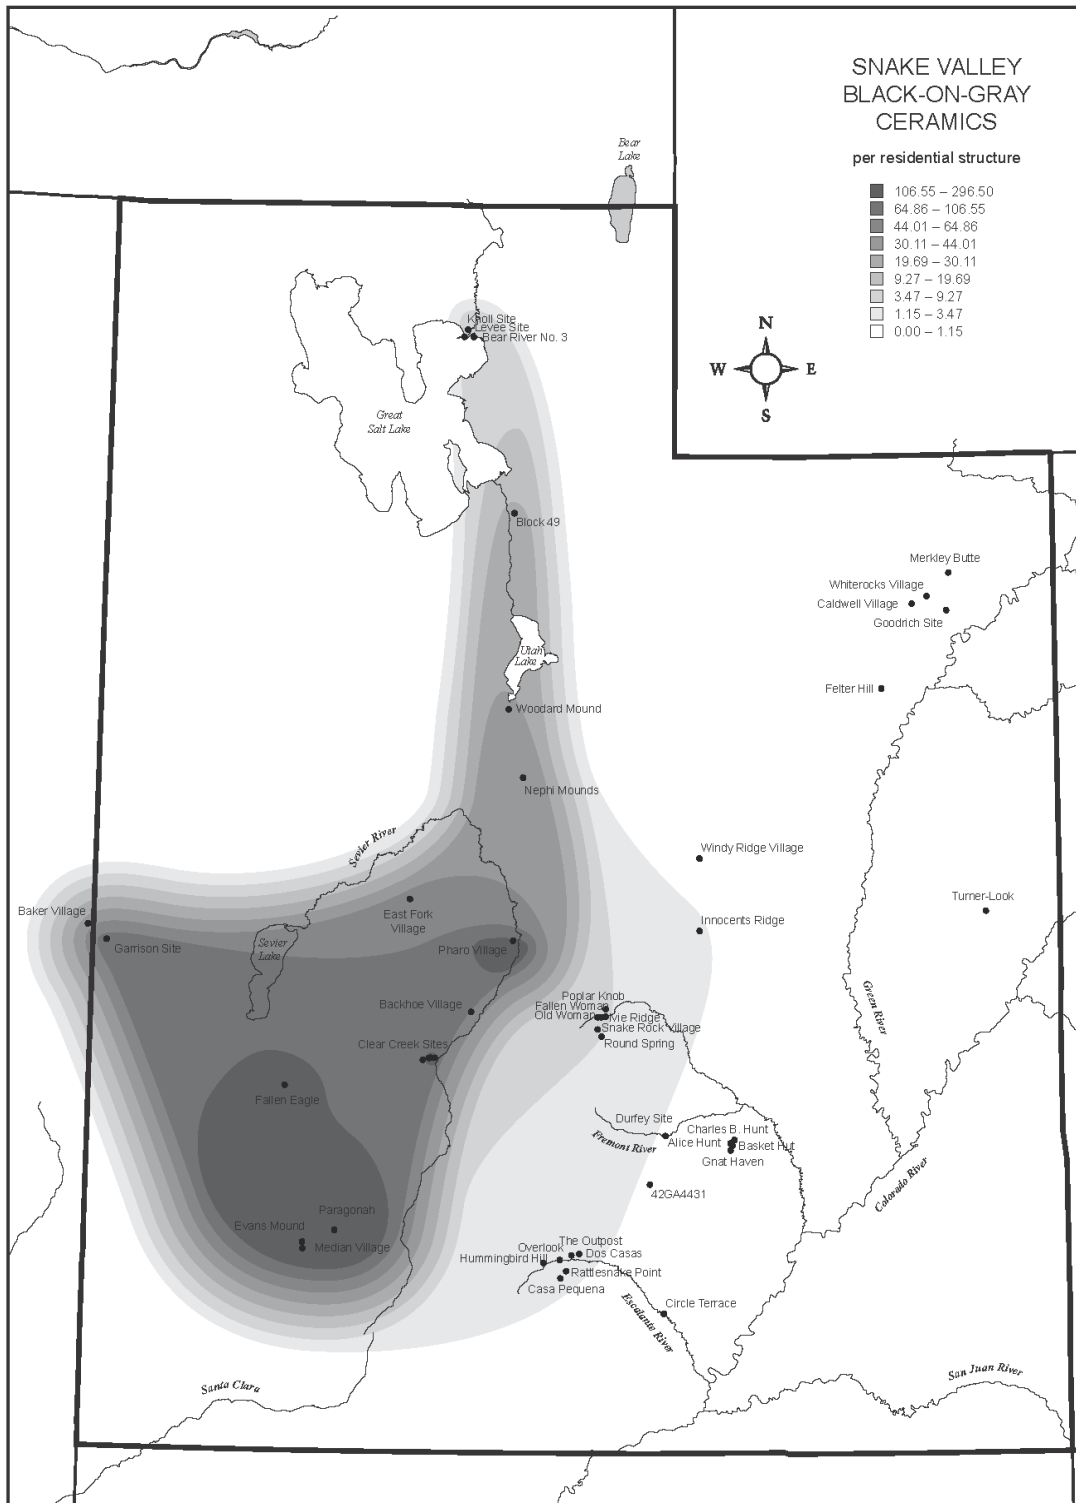 SNAKE VALLEY
BLACK-ON-GRAY
CERAMICS
per residential structure
106.55 – 296.50
64.86 – 106.55
44.01 – 64.86
30.11 – 44.01
19.69 – 30.11
9.27 – 19.69
3.47 – 9.27
1.15 – 3.47
0.00 – 1.15
Bear
Lake
N
W E
S
Knoll Site
Levee Site
Bear River No. 3
Great
Salt Lake
Block 49
Merkley Butte
Whiterocks Village
Caldwell Village
Goodrich Site
Utah
Lake
Felter Hill
Woodard Mound
Nephi Mounds
Sevier River
Windy Ridge Village
Baker Village
Garrison Site
East Fork
Village
Sevier
Lake
Pharo Village
Innocents Ridge
Turner-Look
Green River
Backhoe Village
Poplar Knob
Fallen Woman
Old Woman
Ivie Ridge
Snake Rock Village
Round Spring
Clear Creek Sites
Fallen Eagle
Durfey Site
Fremont River
Charles B. Hunt
Alice Hunt
Basket Hut
Gnat Haven
42GA4431
Colorado River
Paragonah
Evans Mound
Median Village
The Outpost
Overlook
Dos Casas
Hummingbird Hill
Rattlesnake Point
Casa Pequena
Circle Terrace
Escalante River
Santa Clara
San Juan River